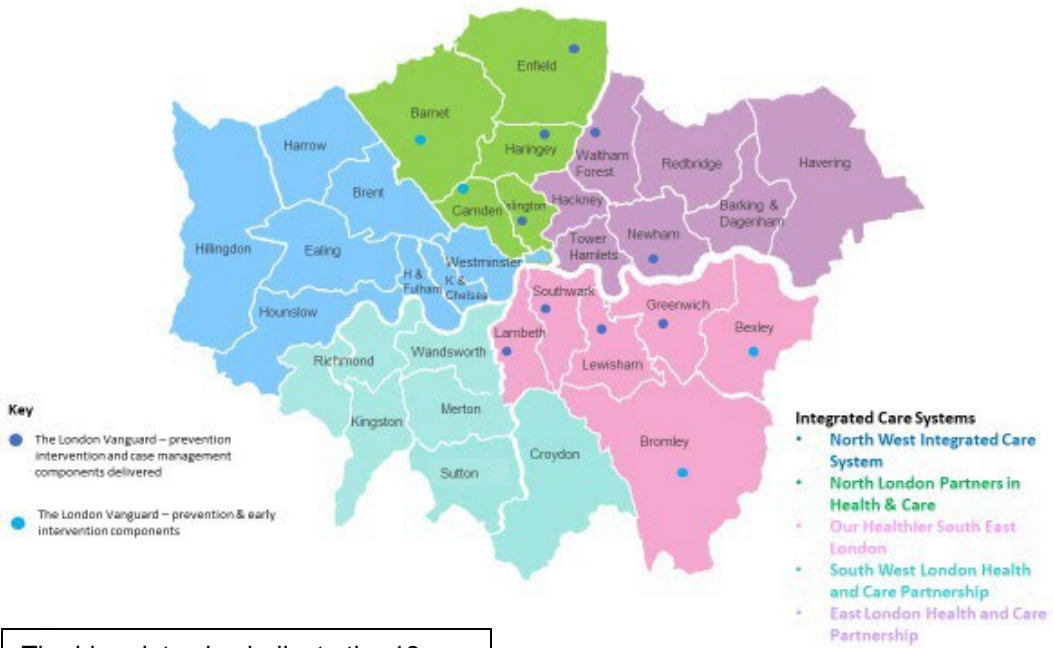 Enfield
Barnet
Haringey
Harrow
Waltham
Forest
Redbridge
Havering
Brent
Hackney
Camden
slington
Barking &
Dagenham
Hillingdon
Ealing
Tower
Hamlets
Newham
Westminster
H &
Fulham
K &
Chelsea
Southwark
Greenwich
Hounslow
Lambeth
Bexley
Richmond
Wandsworth
Lewisham
Kingston
Merton
Bromley
Croydon
Sutton
Key
The London Vanguard – prevention
intervention and case management
components delivered
The London Vanguard – prevention & early
intervention components
Integrated Care Systems
• North West Integrated Care
System
• North London Partners in
Health & Care
• Our Healthier South East
London
• South West London Health
and Care Partnership
• East London Health and Care
Partnership
The blue dots also indicate the